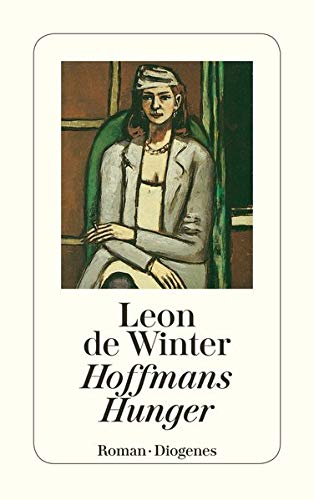 Leon
de Winter
Hoffmans
Hunger
Roman · Diogenes